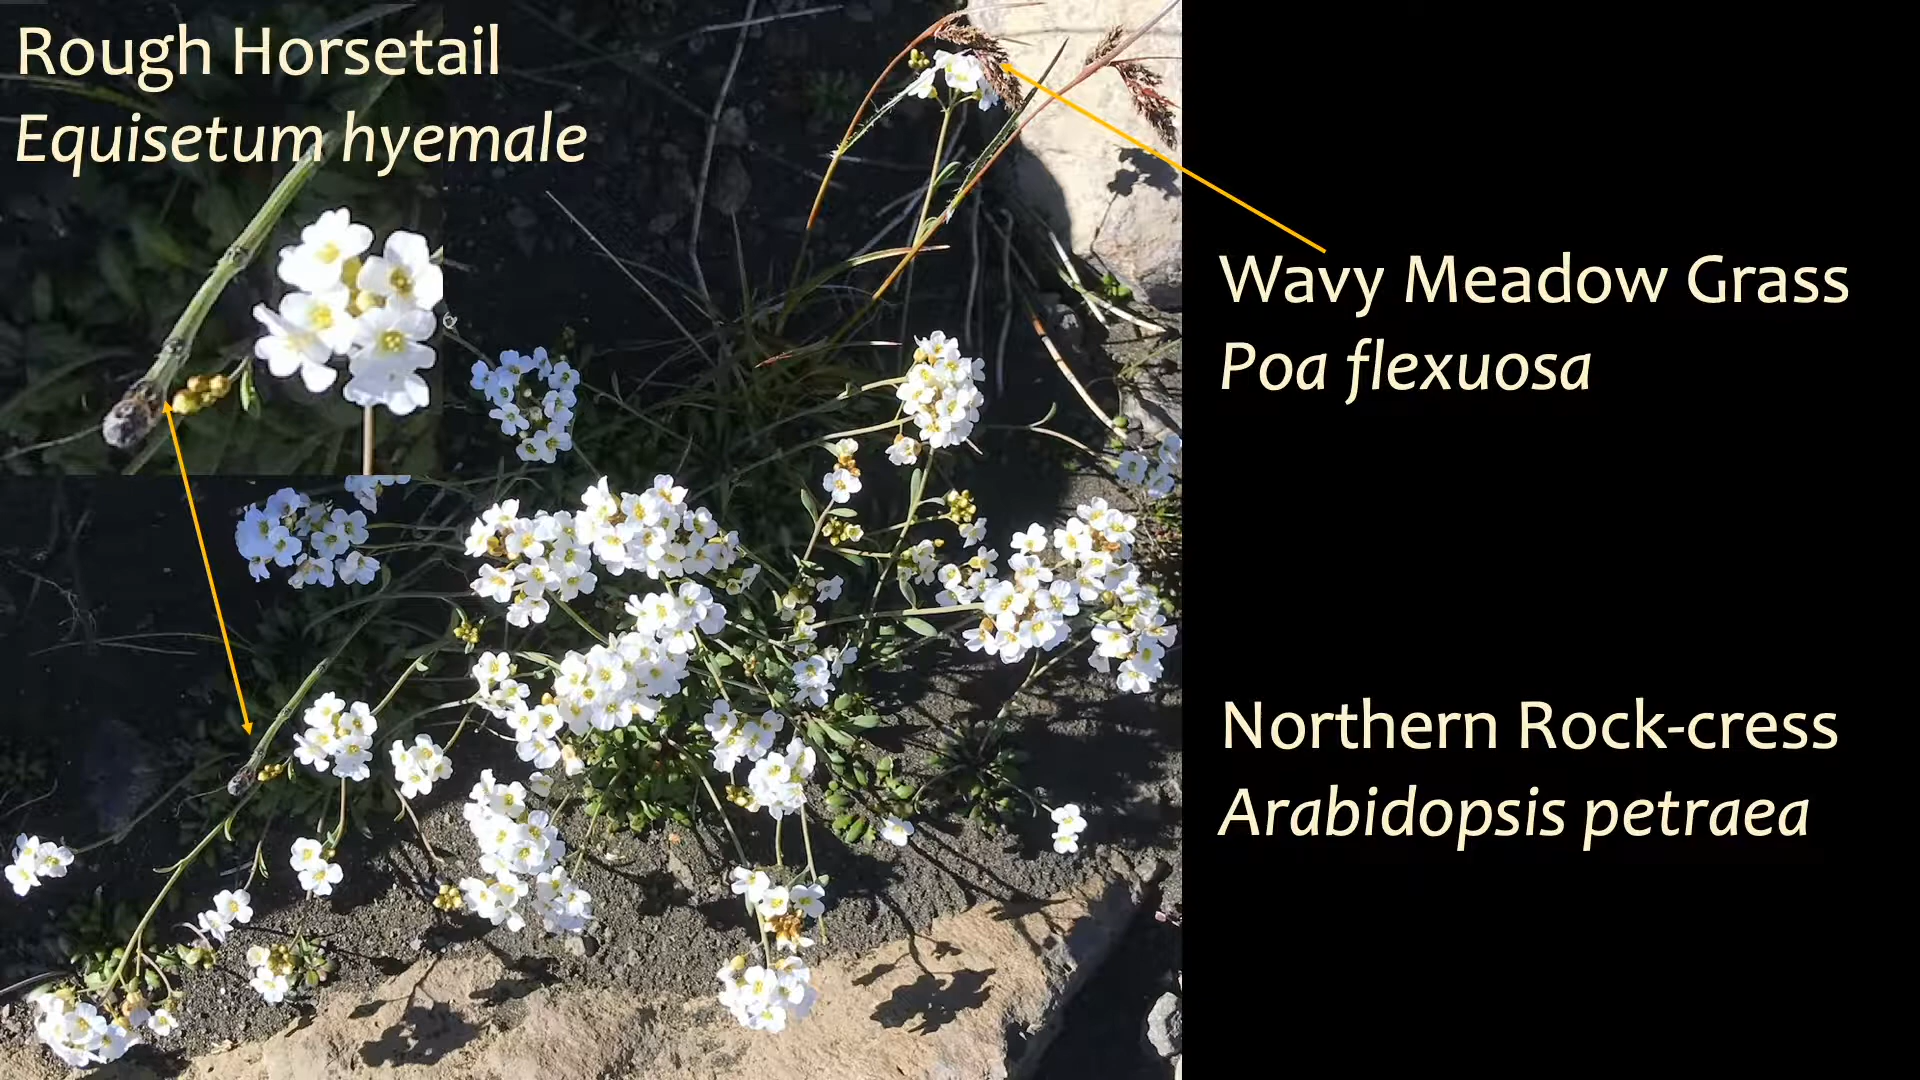 Rough Horsetail
Equisetum hyemale
Wavy Meadow Grass
Poa flexuosa
Northern Rock-cress
Arabidopsis petraea